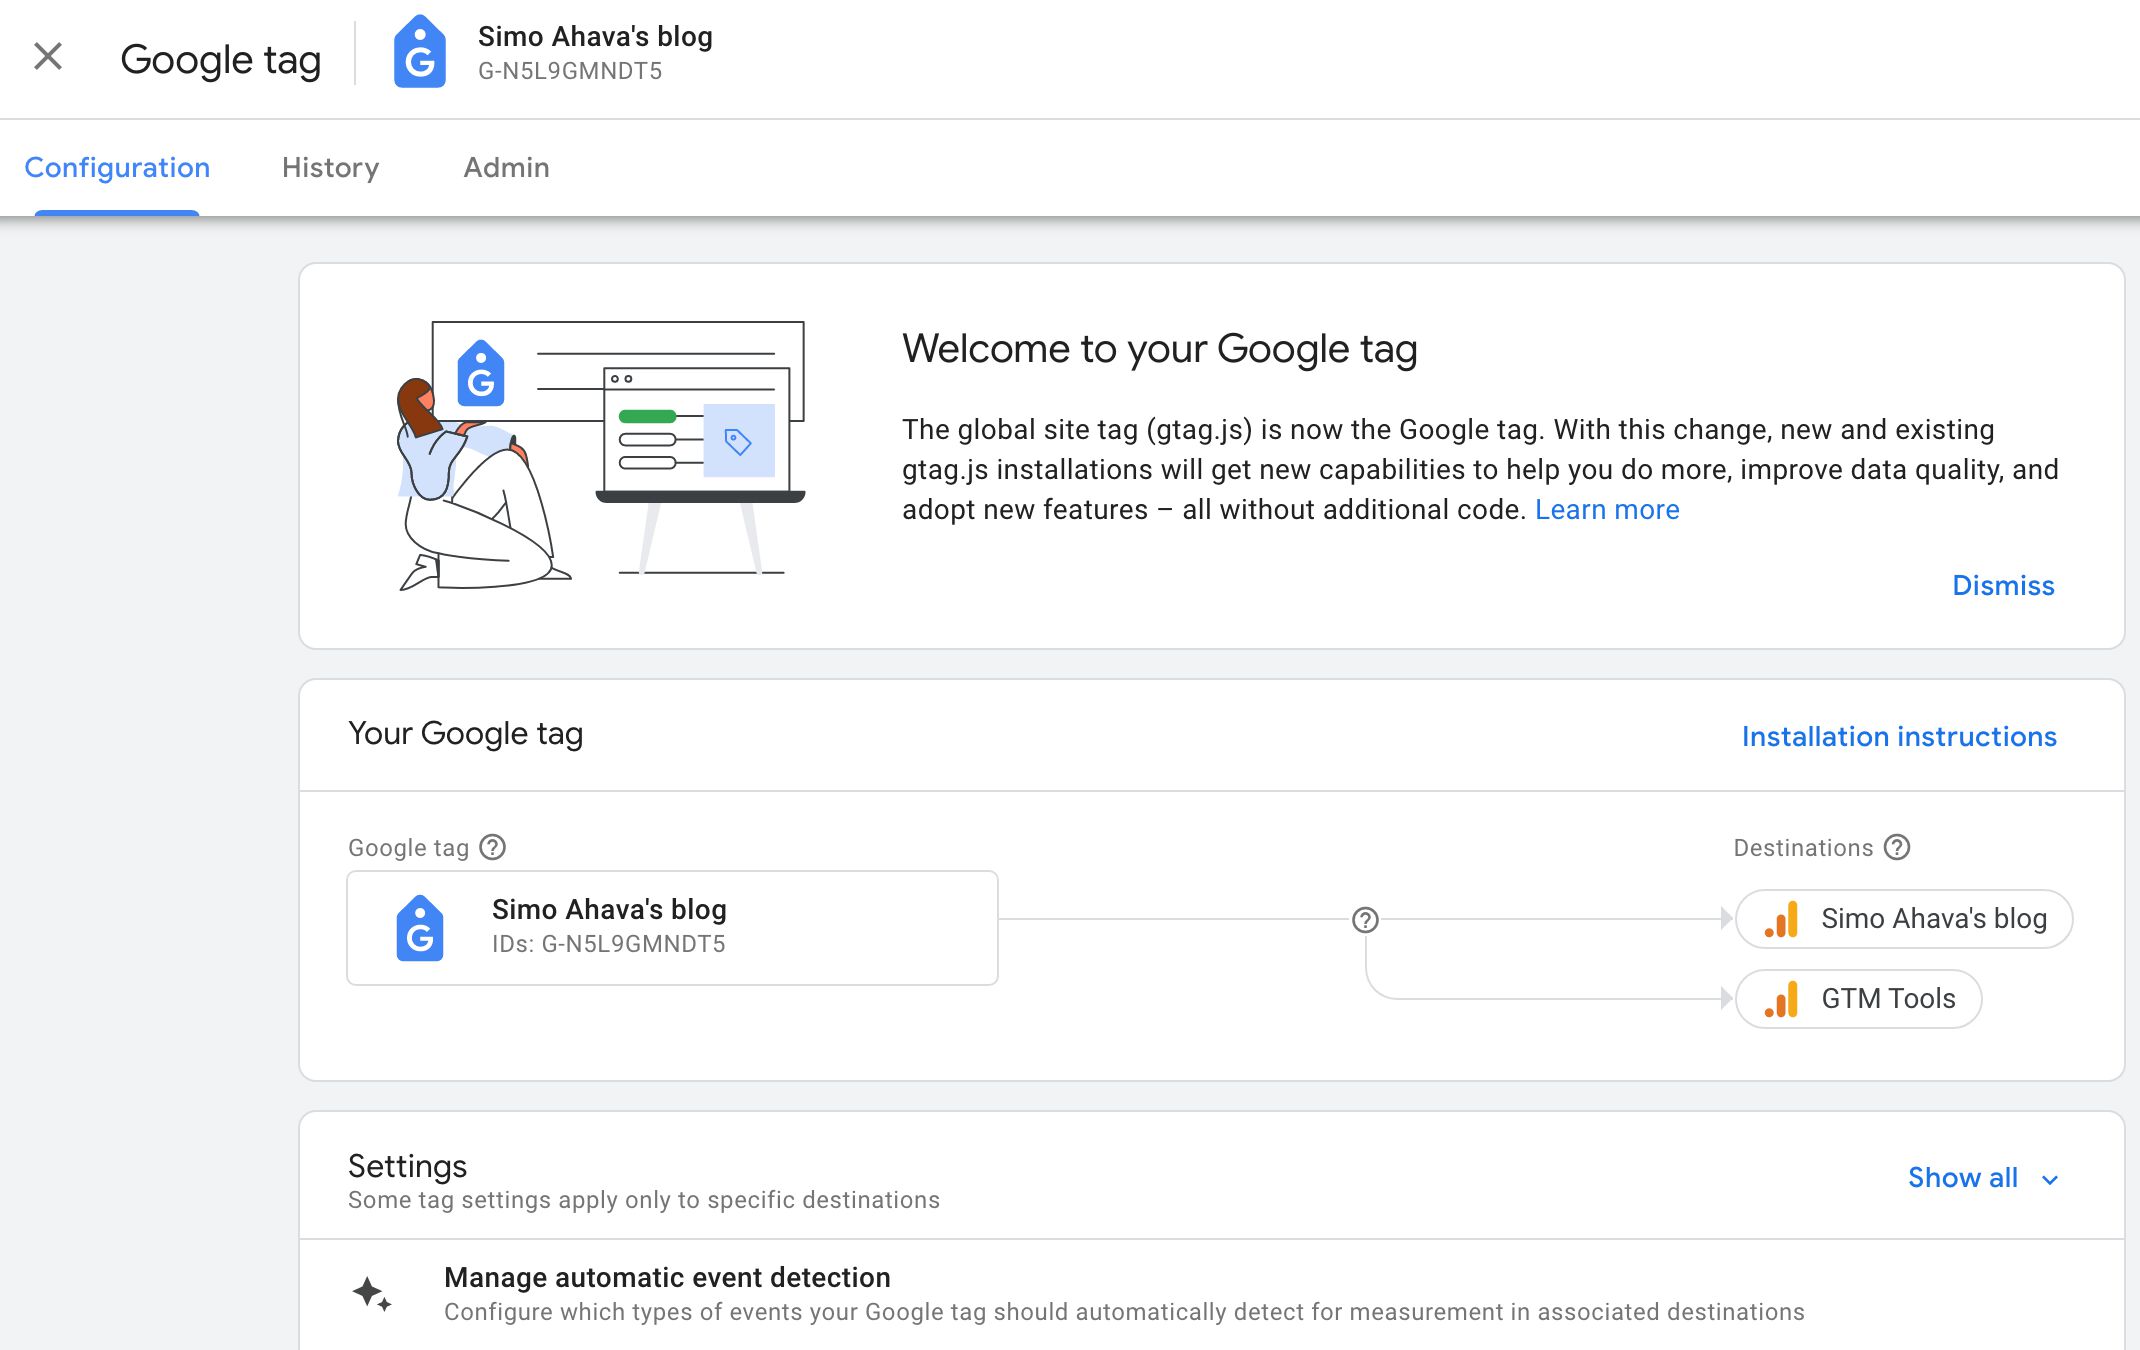 Google tag
Simo Ahava's blog
G-N5L9GMNDT5
Configuration
History
Admin
G
Welcome to your Google tag
The global site tag (gtag.js) is now the Google tag. With this change, new and existing
gtag.js installations will get new capabilities to help you do more, improve data quality, and
adopt new features – all without additional code. Learn more
Dismiss
Your Google tag
Installation instructions
Google tag
Destinations
Simo Ahava's blog
IDs: G-N5L9GMNDT5
Simo Ahava's blog
GTM Tools
Settings
Some tag settings apply only to specific destinations
Show all
Manage automatic event detection
Configure which types of events your Google tag should automatically detect for measurement in associated destinations